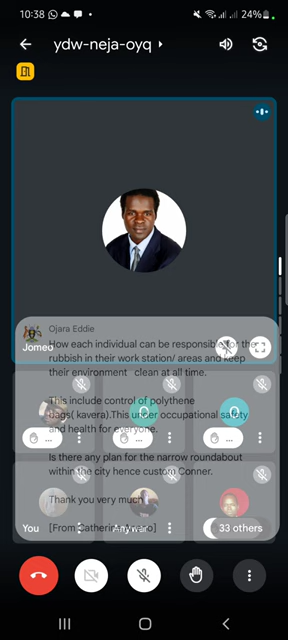 10:38
24%
ydw-neja-oyq
Ojara Eddie
Jomeo
How each individual can be responsible for the
rubbish in their work station/ areas and keep
their environment clean at all time.
This include control of polythene
bags( kavera).This under occupational safety
and health for everyone.
... ... ...
Is there any plan for the narrow roundabout
within the city hence custom Conner.
Thank you very much
[From Catherine
You
33 others